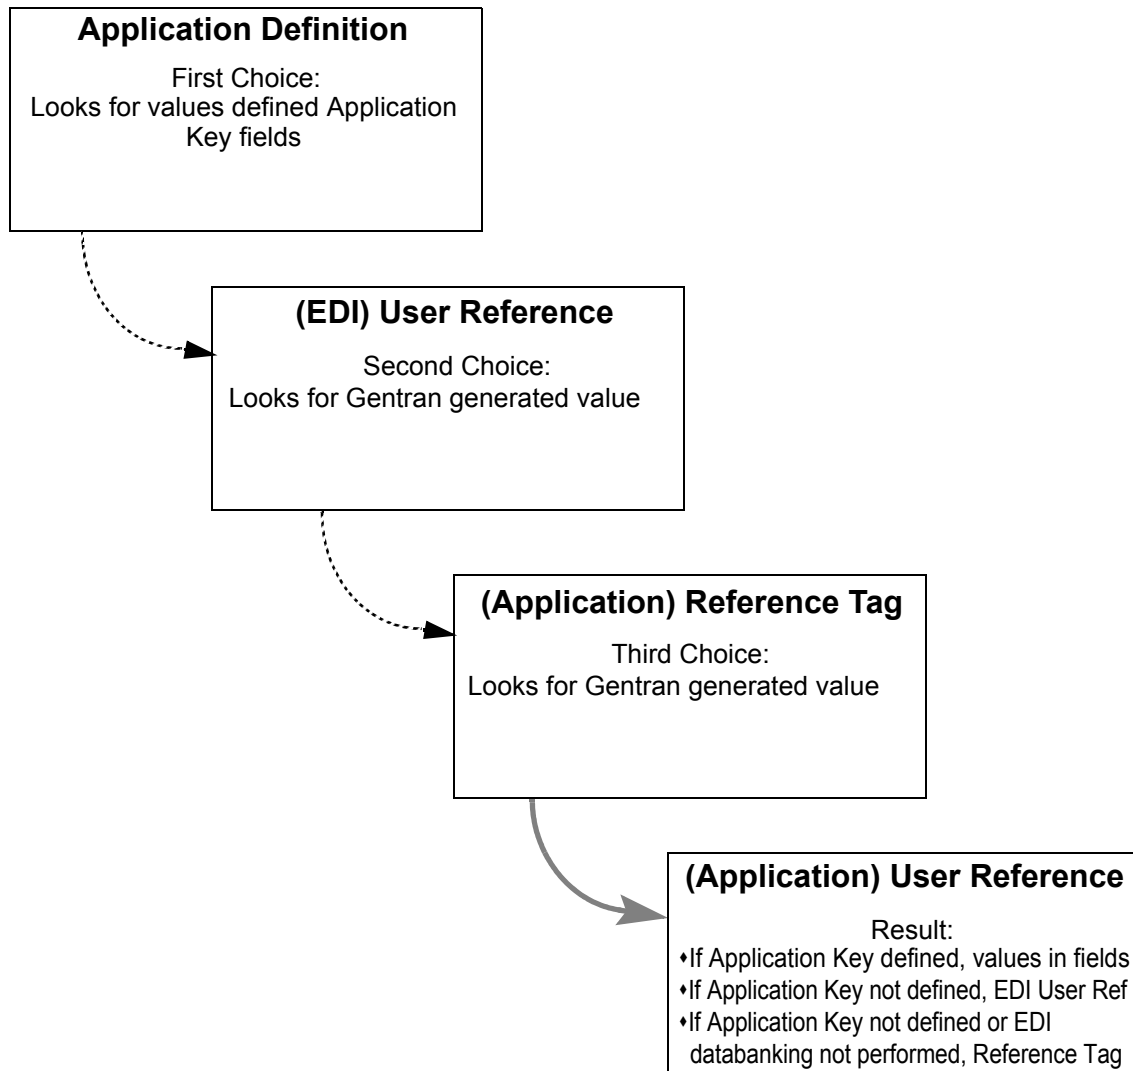 Application Definition
First Choice:
Looks for values defined Application
Key fields
(EDI) User Reference
Second Choice:
Looks for Gentran generated value
(Application) Reference Tag
Third Choice:
Looks for Gentran generated value
(Application) User Reference
Result:
♦If Application Key defined, values in fields
♦If Application Key not defined, EDI User Ref
♦If Application Key not defined or EDI
databanking not performed, Reference Tag